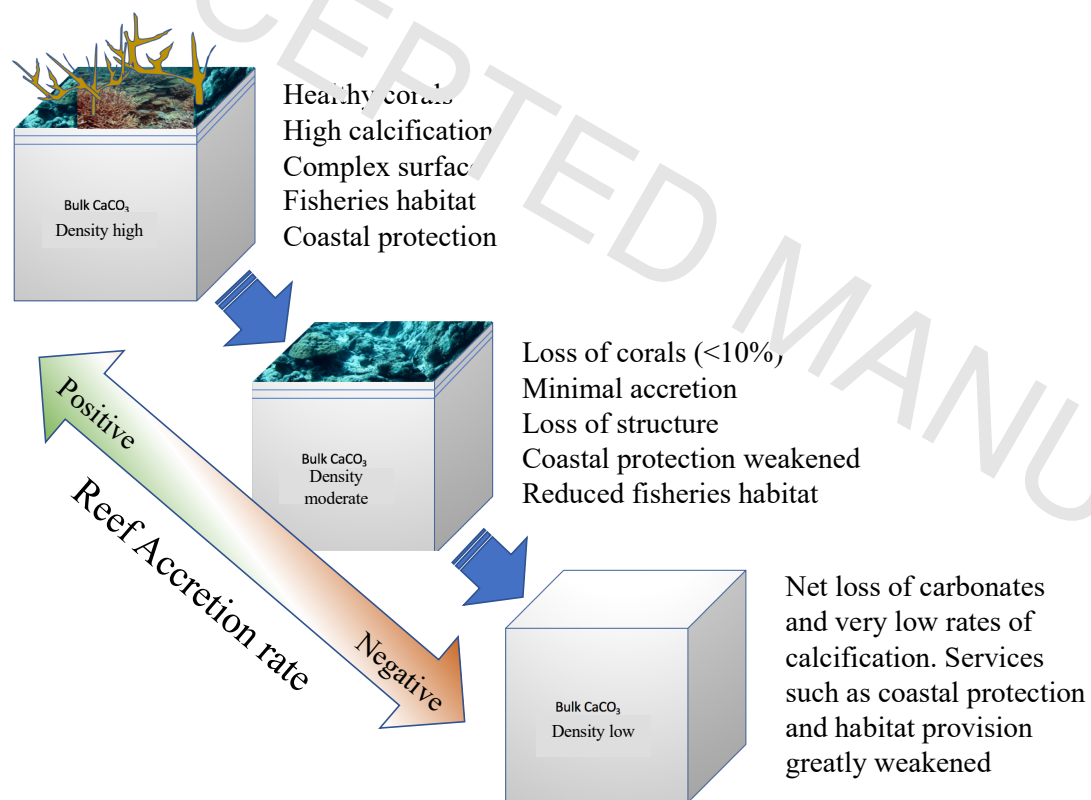 CEPTED MANU
Healthy corals
High calcification
Complex surface
Fisheries habitat
Coastal protection
Bulk CaCO₃
Density high
Loss of corals (<10%)
Minimal accretion
Loss of structure
Coastal protection weakened
Reduced fisheries habitat
Bulk CaCO₃
Density
moderate
Positive
Reef Accretion rate
Negative
Net loss of carbonates
and very low rates of
calcification. Services
such as coastal protection
and habitat provision
greatly weakened
Bulk CaCO₃
Density low